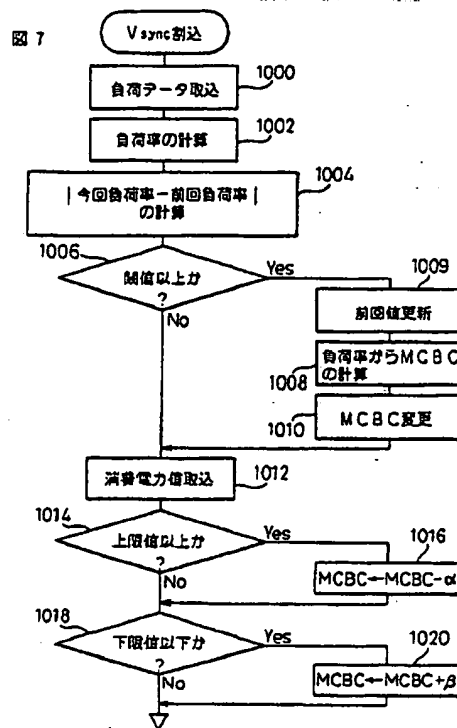 図7
Vsync割込
1000
負荷データ取込
1002
負荷率の計算
1004
|今回負荷率−前回負荷率|
の計算
1006
閾値以上か
?
Yes
No
1009
前回値更新
1008
負荷率からMCBC
の計算
1010
MCBC変更
1012
消費電力値取込
1014
上限値以上か
?
Yes
No
1016
MCBC←MCBC-α
1018
下限値以下か
?
Yes
No
1020
MCBC←MCBC+β